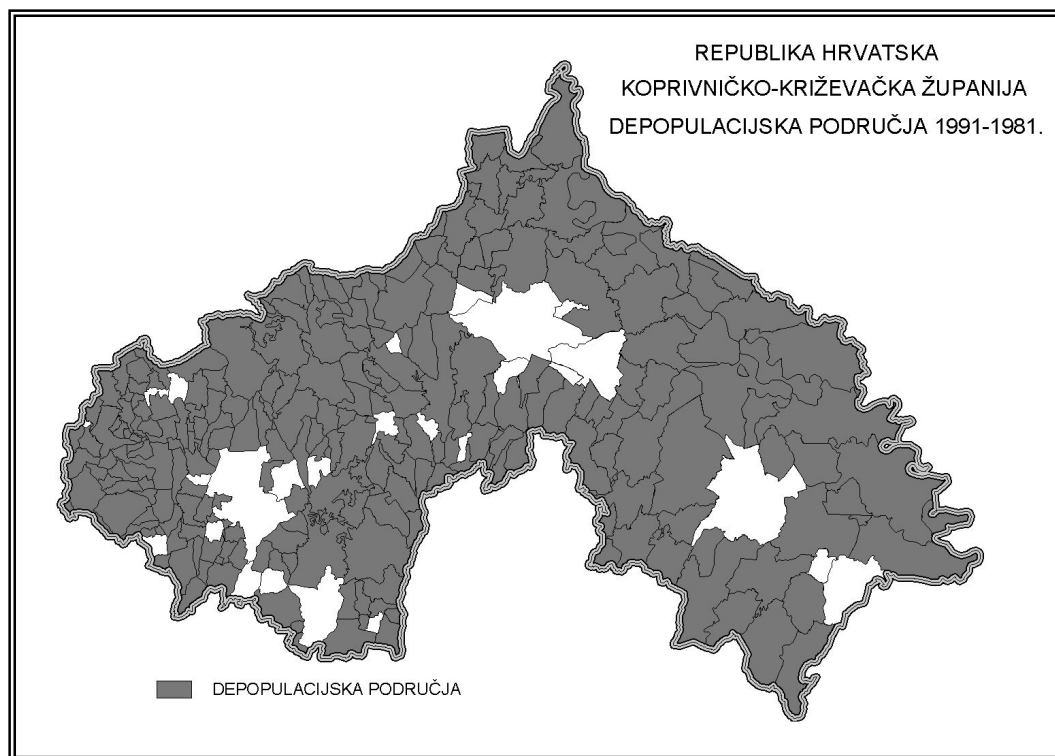 REPUBLIKA HRVATSKA
KOPRIVNIČKO-KRIŽEVAČKA ŽUPANIJA
DEPOPULACIJSKA PODRUČJA 1991-1981.
DEPOPULACIJSKA PODRUČJA